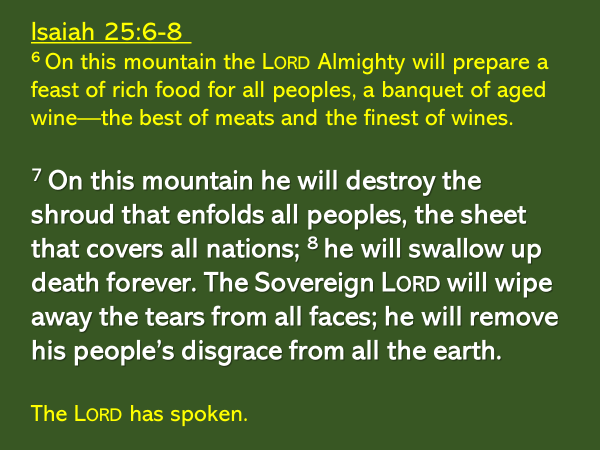 Isaiah 25:6-8
⁶ On this mountain the LORD Almighty will prepare a
feast of rich food for all peoples, a banquet of aged
wine—the best of meats and the finest of wines.
⁷ On this mountain he will destroy the
shroud that enfolds all peoples, the sheet
that covers all nations; ⁸ he will swallow up
death forever. The Sovereign LORD will wipe
away the tears from all faces; he will remove
his people’s disgrace from all the earth.
The LORD has spoken.